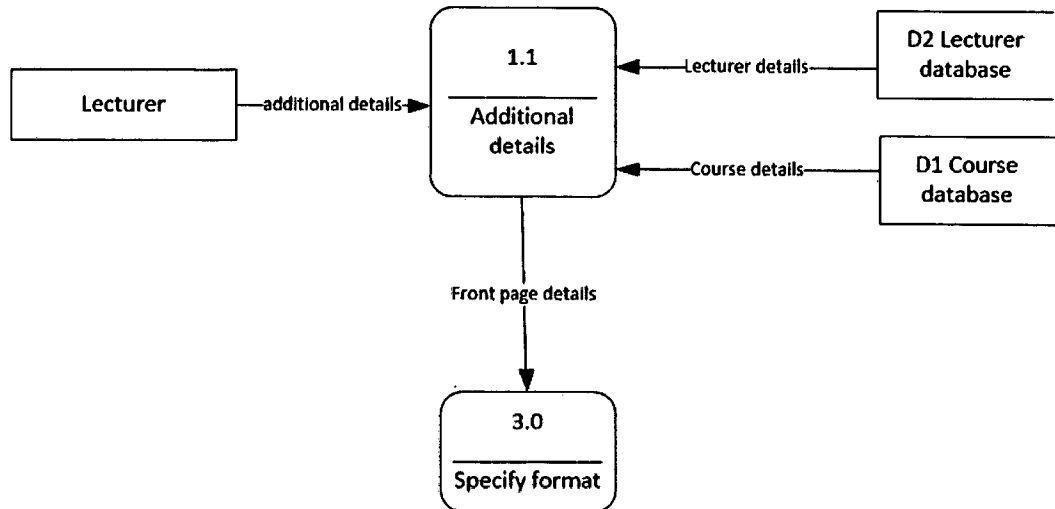 1.1
Additional
details
Lecturer
additional details
Lecturer details
D2 Lecturer
database
Course details
D1 Course
database
Front page details
3.0
Specify format